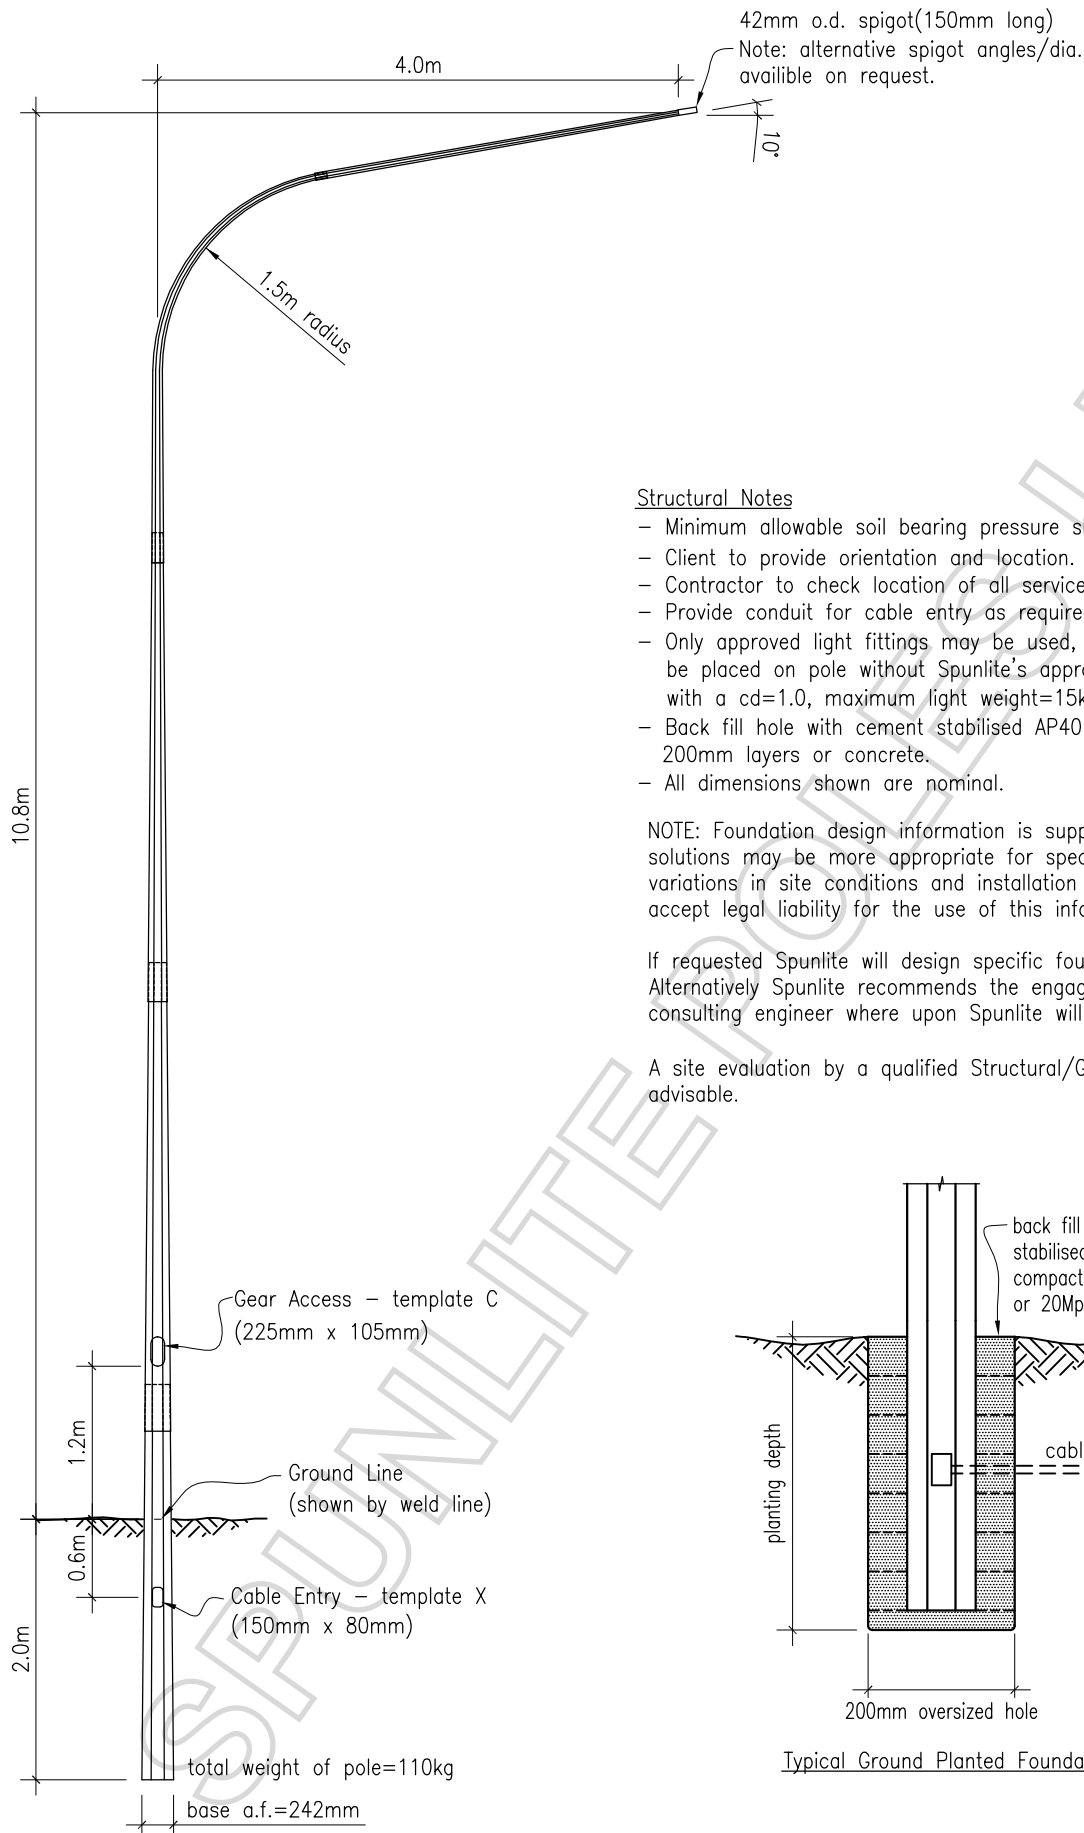 42mm o.d. spigot(150mm long)
Note: alternative spigot angles/dia.
availible on request.
4.0m
10°
1.5m radius
10.8m
Structural Notes
– Minimum allowable soil bearing pressure
– Client to provide orientation and location.
– Contractor to check location of all
– Provide conduit for cable entry as
– Only approved light fittings may be used,
be placed on pole without Spunlite's
with a cd=1.0, maximum light weight=15k
– Back fill hole with cement stabilised AP40
200mm layers or concrete.
– All dimensions shown are nominal.
NOTE: Foundation design information is
solutions may be more appropriate for
variations in site conditions and installation
accept legal liability for the use of this
If requested Spunlite will design specific
Alternatively Spunlite recommends the
consulting engineer where upon Spunlite will
A site evaluation by a qualified Structural/G
advisable.
Gear Access – template C
(225mm x 105mm)
1.2m
Ground Line
(shown by weld line)
0.6m
Cable Entry – template X
(150mm x 80mm)
2.0m
total weight of pole=110kg
base a.f.=242mm
back fill
stabilised
compact
or 20Mp
planting depth
cabl
200mm oversized hole
Typical Ground Planted Founda
SPUNLITE POLES